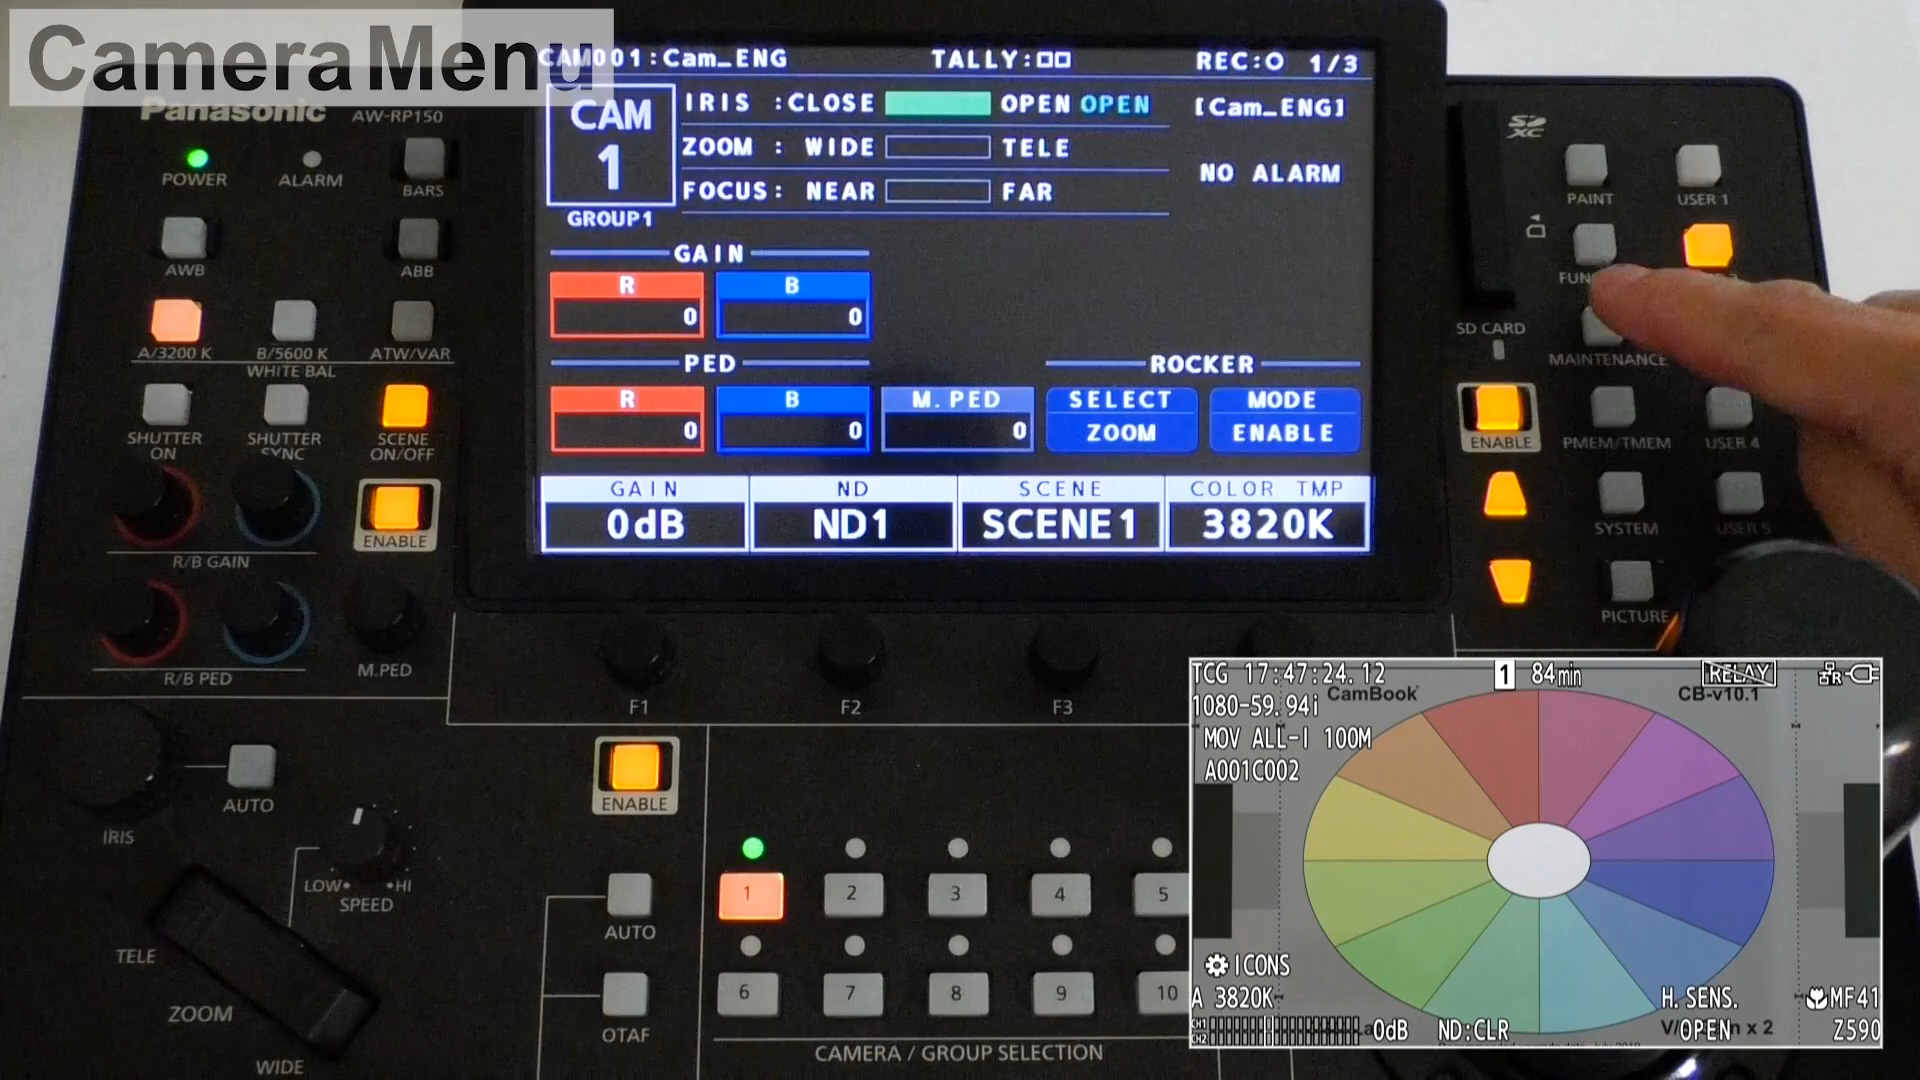 Camera Menu
CAM001:Cam_ENG
TALLY:
REC:O 1/3
CAM
1
GROUP1
IRIS :CLOSE OPEN OPEN
ZOOM : WIDE TELE
FOCUS: NEAR FAR
[Cam_ENG]
NO ALARM
GAIN
R B
0 0
PED
R B M. PED
0 0 0
ROCKER
SELECT MODE
ZOOM ENABLE
GAIN ND SCENE COLOR TMP
0dB ND1 SCENE1 3820K
Panasonic AW-RP150
POWER ALARM BARS
AWB ABB
A/3200 K B/5600 K ATW/VAR
WHITE BAL
SHUTTER
ON
SHUTTER
SYNC
SCENE
ON/OFF
ENABLE
R/B GAIN
R/B PED M.PED
SDXC
PAINT USER 1
SD CARD
MAINTENANCE
ENABLE
PMEM/TMEM USER 4
SYSTEM USER 5
PICTURE
F1 F2 F3
IRIS AUTO
LOW HI
SPEED
TELE
ZOOM
WIDE
ENABLE
AUTO
OTAF
1 2 3 4 5
6 7 8 9 10
CAMERA / GROUP SELECTION
TCG 17:47:24.12 1 84min RELAY
CamBook CB-v10.1
1080-59.94i
MOV ALL-I 100M
A001C002
ICONS
A 3820K H. SENS. MF41
CH1
CH2
0dB ND:CLR OPEN x 2 Z590